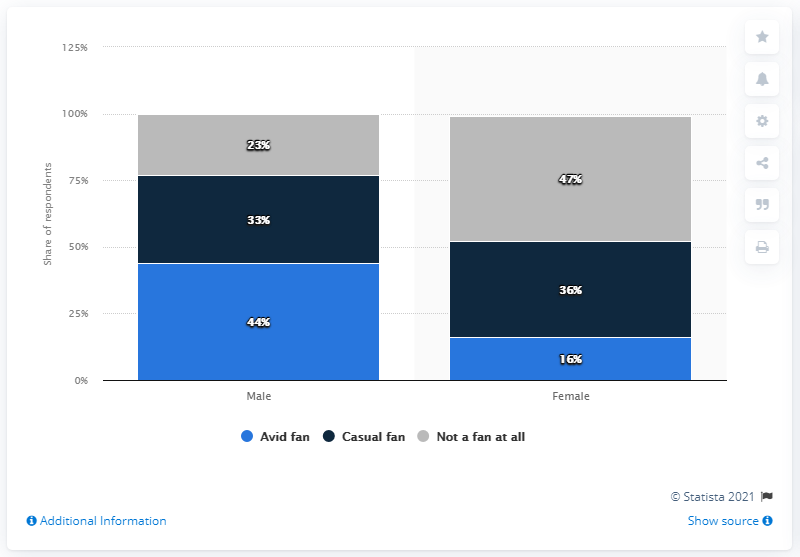 125%
100%
75%
50%
25%
0%
Share of respondents
23%
33%
44%
47%
36%
16%
Male
Female
Avid fan
Casual fan
Not a fan at all
© Statista 2021
Additional Information
Show source